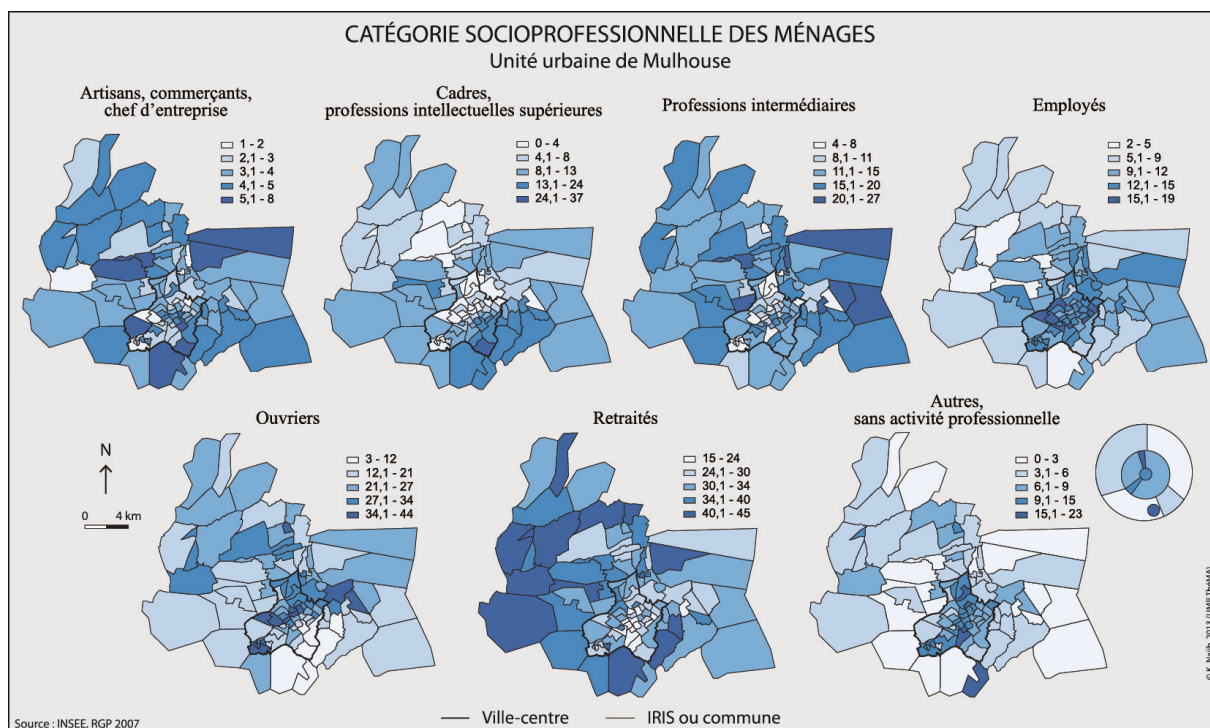 CATÉGORIE SOCIOPROFESSIONNELLE DES MÉNAGES
Unité urbaine de Mulhouse
Artisans, commerçants,
chef d'entreprise
1 - 2
2,1 - 3
3,1 - 4
4,1 - 5
5,1 - 8
Cadres,
professions intellectuelles supérieures
0 - 4
4,1 - 8
8,1 - 13
13,1 - 24
24,1 - 37
Professions intermédiaires
4 - 8
8,1 - 11
11,1 - 15
15,1 - 20
20,1 - 27
Employés
2 - 5
5,1 - 9
9,1 - 12
12,1 - 15
15,1 - 19
N
0 4 km
Ouvriers
3 - 12
12,1 - 21
21,1 - 27
27,1 - 34
34,1 - 44
Retraités
15 - 24
24,1 - 30
30,1 - 34
34,1 - 40
40,1 - 45
Autres,
sans activité professionnelle
0 - 3
3,1 - 6
6,1 - 9
9,1 - 15
15,1 - 23
Source : INSEE, RGP 2007
Ville-centre
IRIS ou commune
© K. Najib, 2013 (UMR ThéMA)